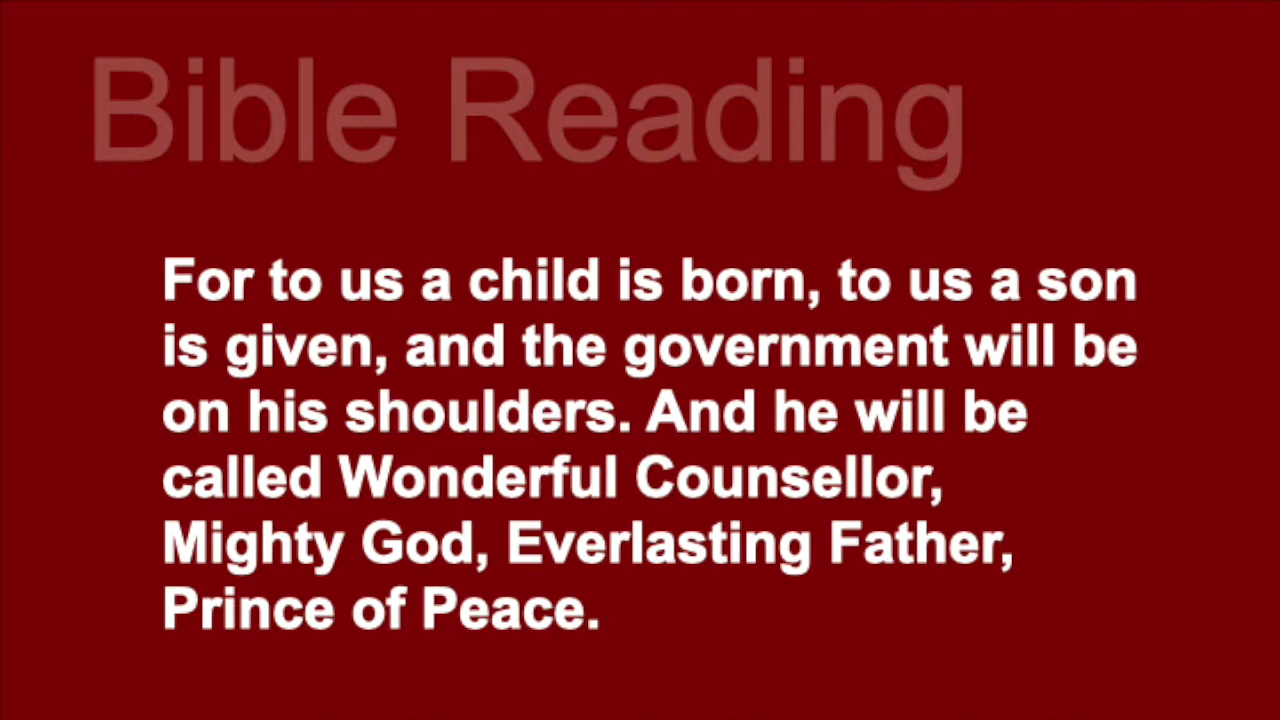 Bible Reading
For to us a child is born, to us a son
is given, and the government will be
on his shoulders. And he will be
called Wonderful Counsellor,
Mighty God, Everlasting Father,
Prince of Peace.